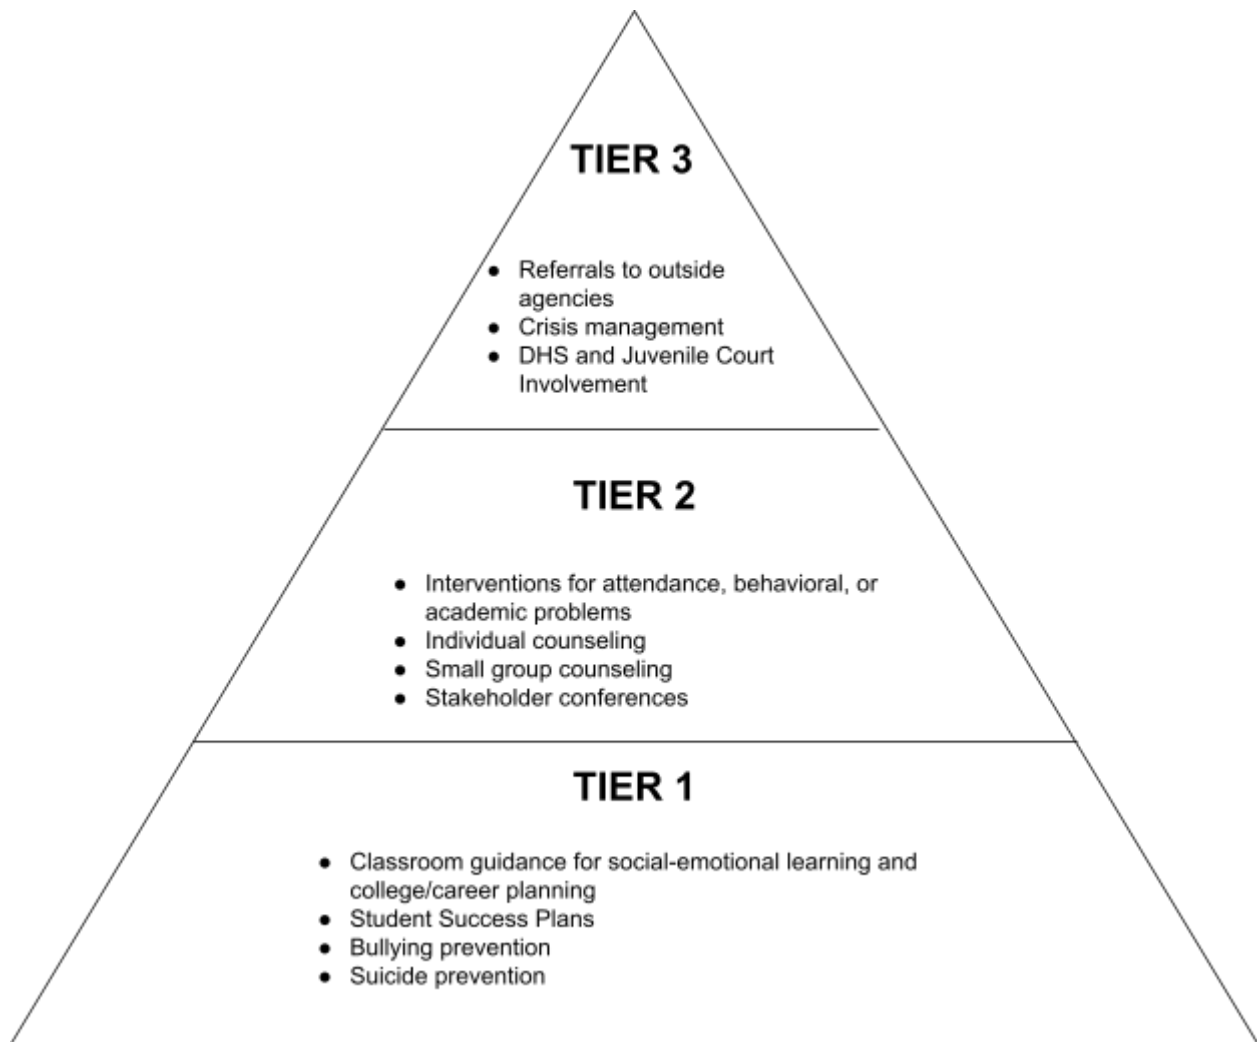 TIER 3
● Referrals to outside
agencies
● Crisis management
● DHS and Juvenile Court
Involvement
TIER 2
● Interventions for attendance, behavioral, or
academic problems
● Individual counseling
● Small group counseling
● Stakeholder conferences
TIER 1
● Classroom guidance for social-emotional learning and
college/career planning
● Student Success Plans
● Bullying prevention
● Suicide prevention